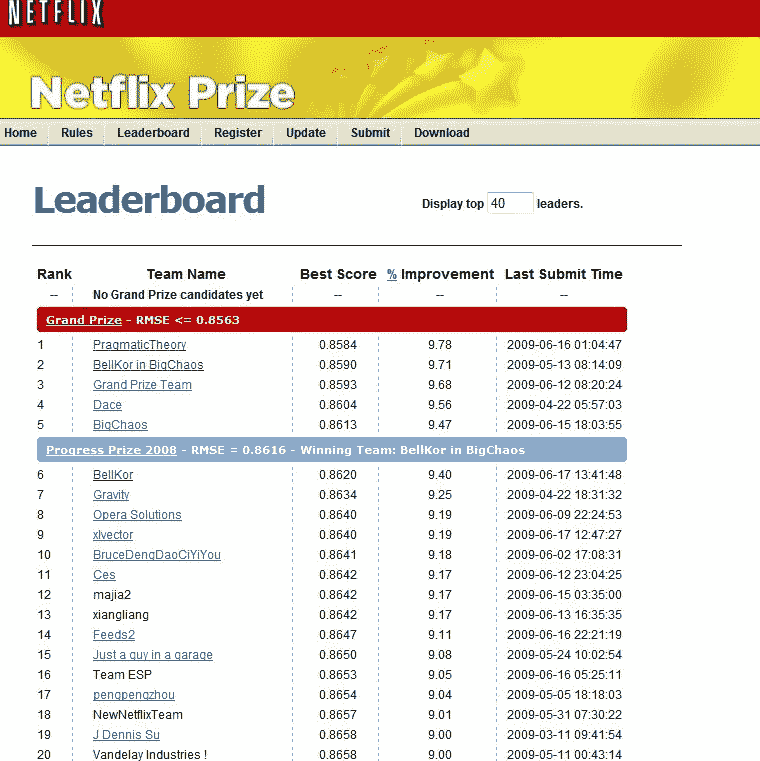 NETFLIX
Netflix Prize
Home Rules Leaderboard Register Update Submit Download
Leaderboard
Display top 40 leaders.
Rank Team Name Best Score % Improvement Last Submit Time
-- No Grand Prize candidates yet -- -- --
Grand Prize - RMSE <= 0.8563
1 PragmaticTheory 0.8584 9.78 2009-06-16 01:04:47
2 BellKor in BigChaos 0.8590 9.71 2009-05-13 08:14:09
3 Grand Prize Team 0.8593 9.68 2009-06-12 08:20:24
4 Dace 0.8604 9.56 2009-04-22 05:57:03
5 BigChaos 0.8613 9.47 2009-06-15 18:03:55
Progress Prize 2008 - RMSE = 0.8616 - Winning Team: BellKor in BigChaos
6 BellKor 0.8620 9.40 2009-06-17 13:41:48
7 Gravity 0.8634 9.25 2009-04-22 18:31:32
8 Opera Solutions 0.8640 9.19 2009-06-09 22:24:53
9 xlvector 0.8640 9.19 2009-06-17 12:47:27
10 BruceDengDaoCiYiYou 0.8641 9.18 2009-06-02 17:08:31
11 Ces 0.8642 9.17 2009-06-12 23:04:25
12 majia2 0.8642 9.17 2009-06-15 03:35:00
13 xiangliang 0.8642 9.17 2009-06-13 16:35:35
14 Feeds2 0.8647 9.11 2009-06-16 22:21:19
15 Just a guy in a garage 0.8650 9.08 2009-05-24 10:02:54
16 Team ESP 0.8653 9.05 2009-06-16 05:25:11
17 pengpengzhou 0.8654 9.04 2009-05-05 18:18:03
18 NewNetflixTeam 0.8657 9.01 2009-05-31 07:30:22
19 J Dennis Su 0.8658 9.00 2009-03-11 09:41:54
20 Vandelay Industries ! 0.8658 9.00 2009-05-11 00:43:14